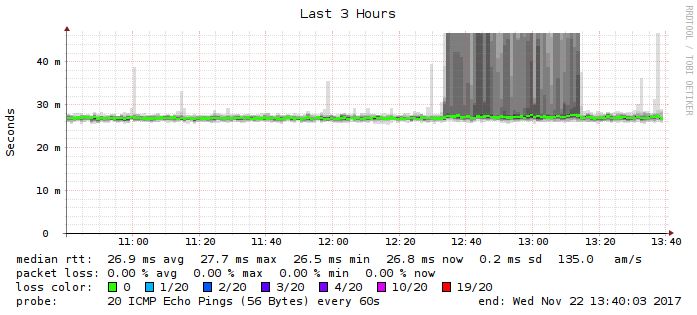 Last 3 Hours
RRDTOOL / TOBI OETIKER
Seconds
40 m
30 m
20 m
10 m
0
11:00 11:20 11:40 12:00 12:20 12:40 13:00 13:20 13:40
median rtt: 26.9 ms avg 27.7 ms max 26.5 ms min 26.8 ms now 0.2 ms sd 135.0 am/s
packet loss: 0.00 % avg 0.00 % max 0.00 % min 0.00 % now
loss color: 0 1/20 2/20 3/20 4/20 10/20 19/20
probe: 20 ICMP Echo Pings (56 Bytes) every 60s end: Wed Nov 22 13:40:03 2017